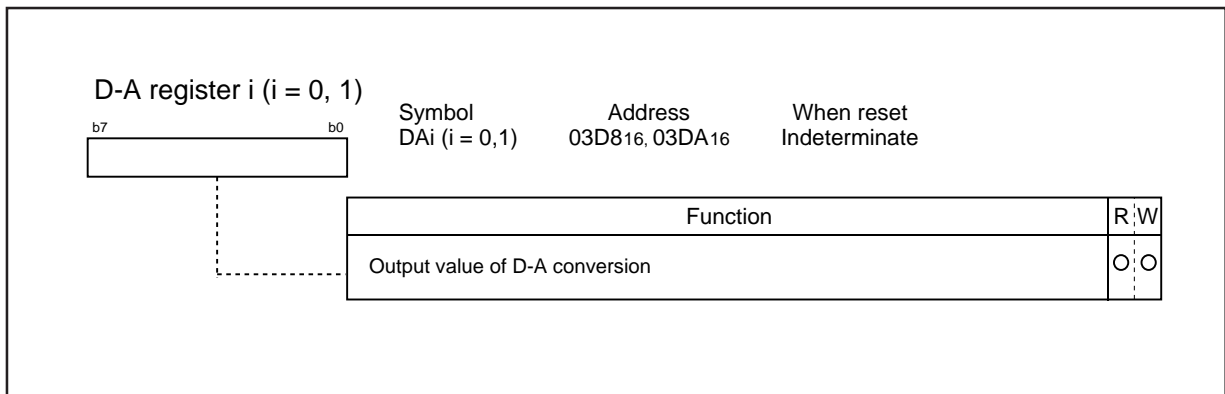 D-A register i (i = 0, 1)
b7 b0
Symbol Address When reset
DAi (i = 0,1) 03D816, 03DA16 Indeterminate
Function R W
Output value of D-A conversion O O